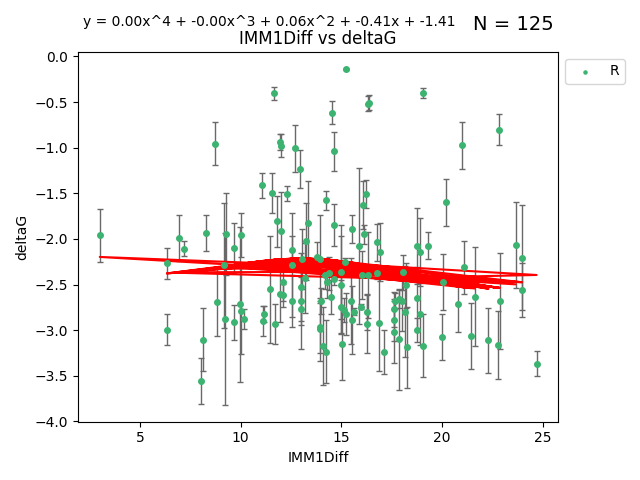 y = 0.00x^4 + -0.00x^3 + 0.06x^2 + -0.41x + -1.41
N = 125
IMM1Diff vs deltaG
R
deltaG
0.0
−0.5
−1.0
−1.5
−2.0
−2.5
−3.0
−3.5
−4.0
5 10 15 20 25
IMM1Diff